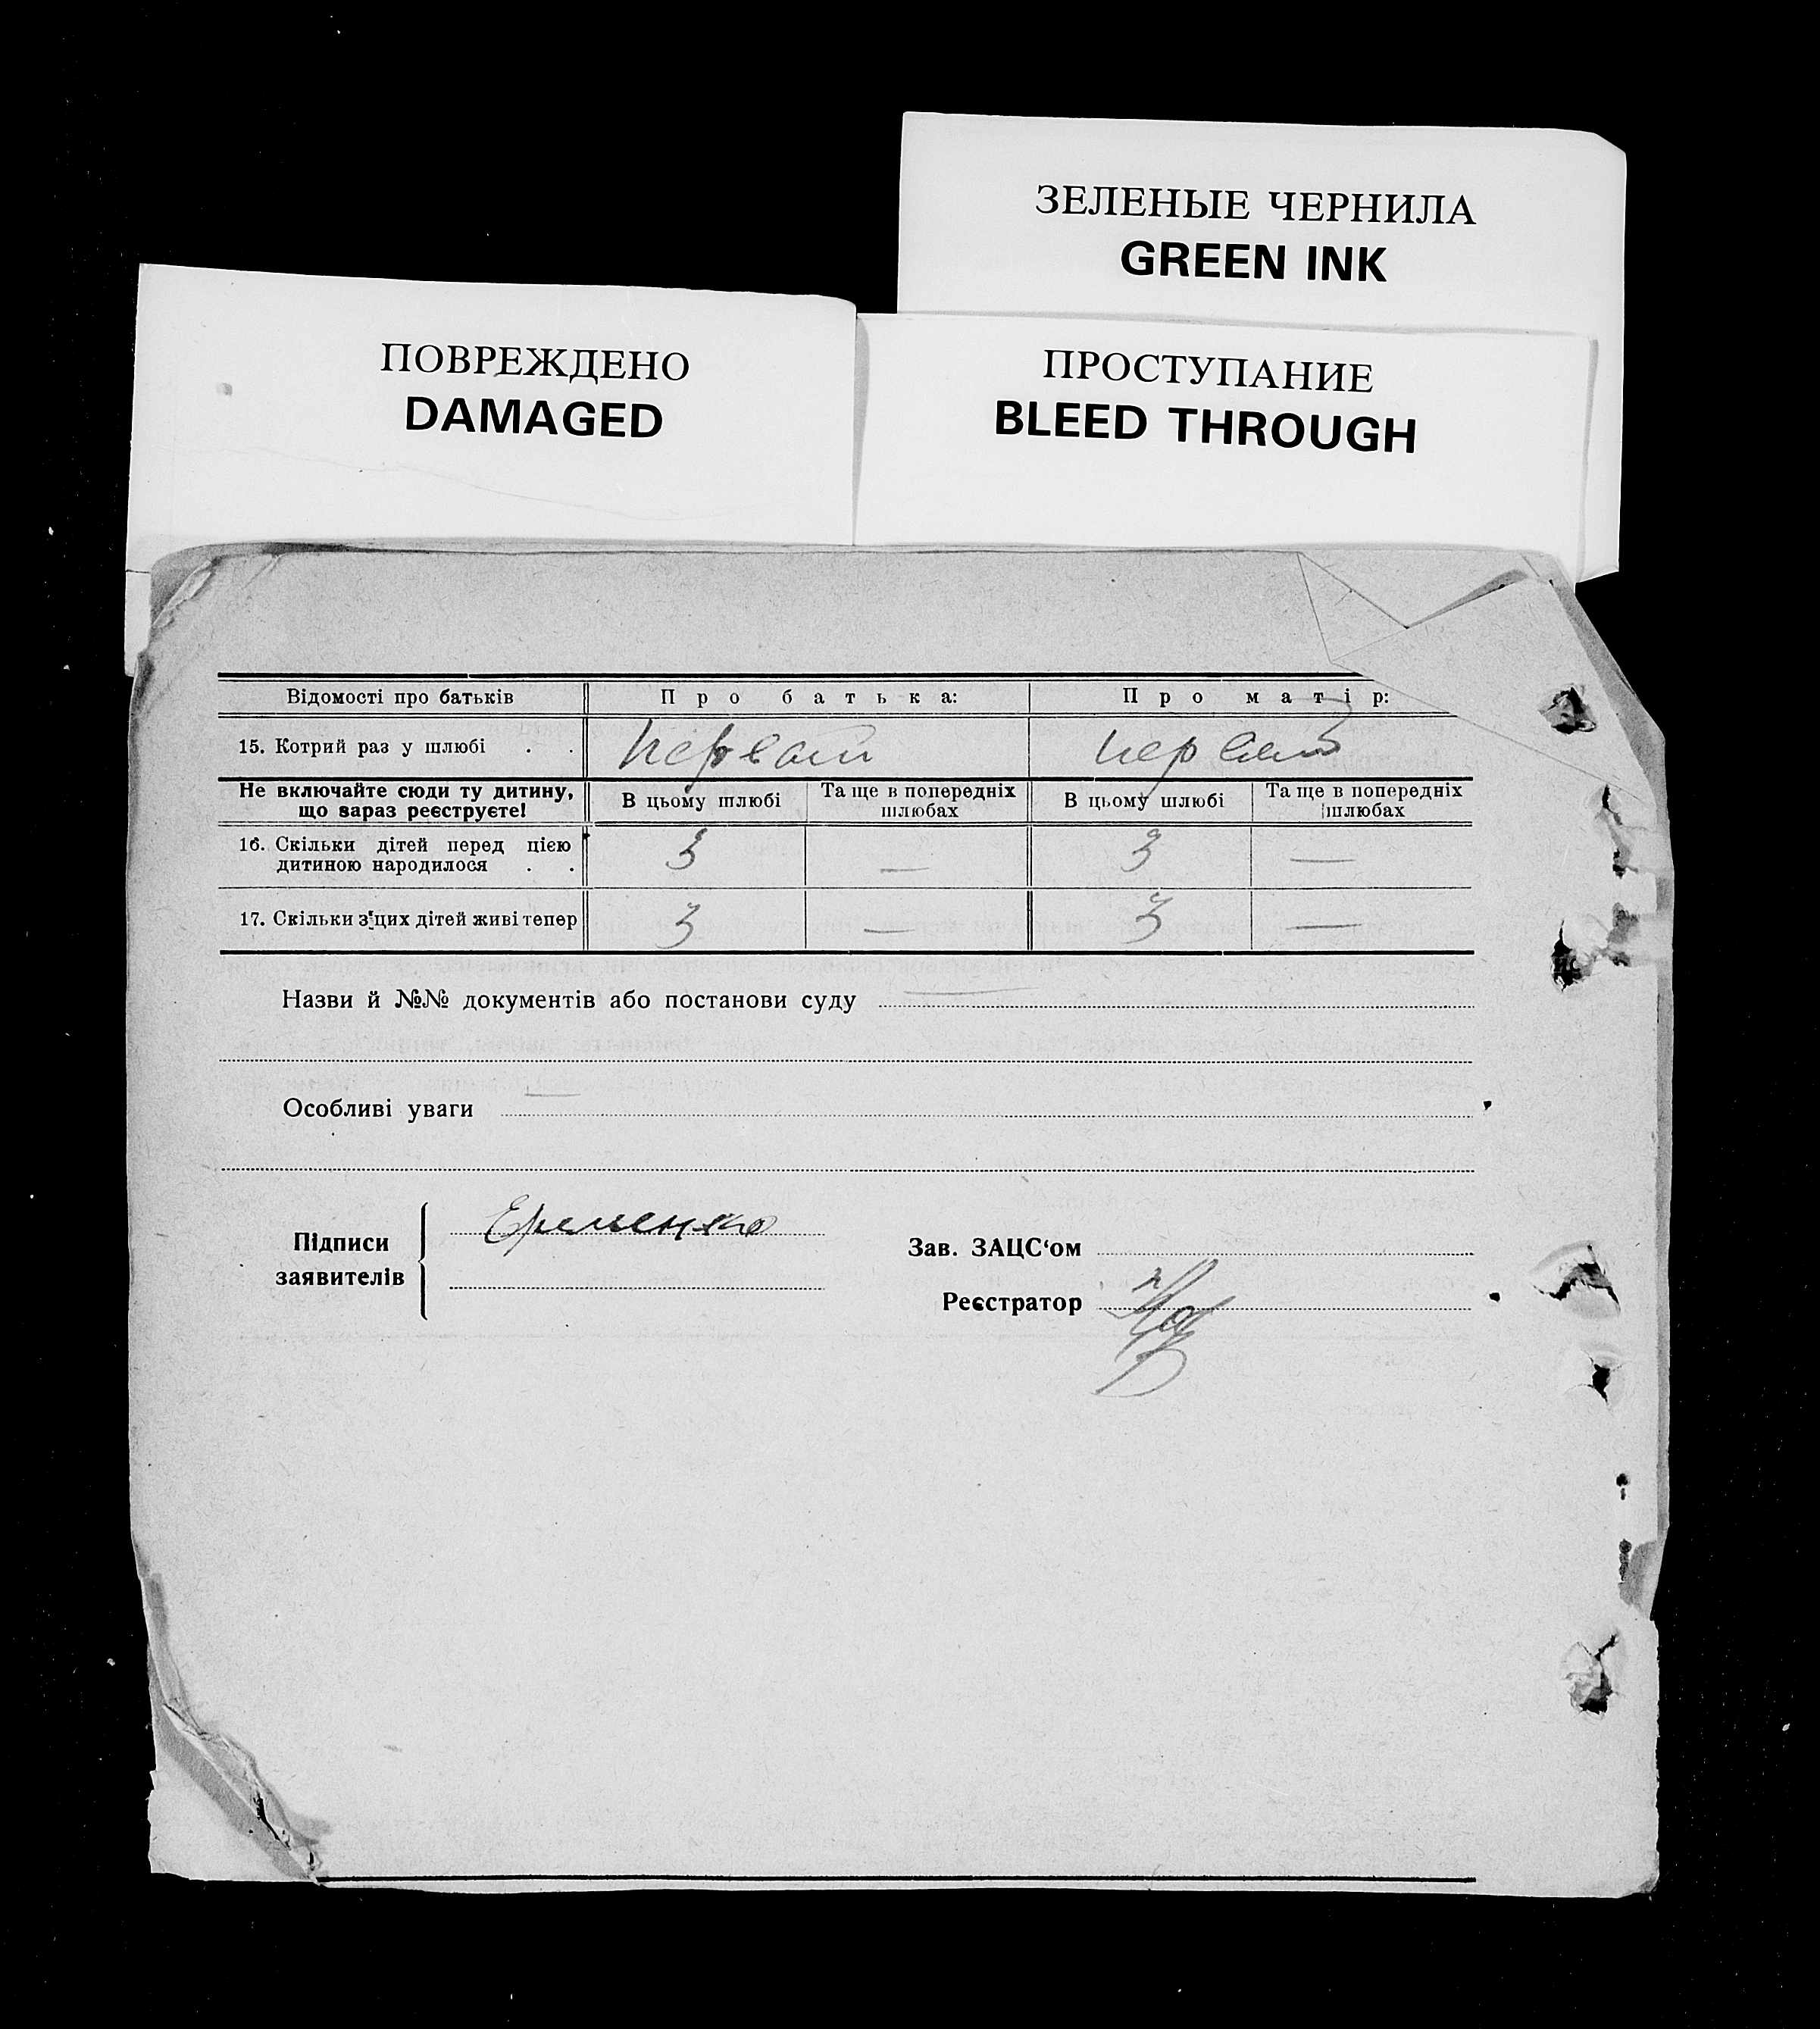 ЗЕЛЕНЫЕ ЧЕРНИЛА
GREEN INK
ПОВРЕЖДЕНО
DAMAGED
ПРОСТУПАНИЕ
BLEED THROUGH
Відомості про батьків Про батька: Про матір:
15. Котрий раз у шлюбі . . первый первый
Не включайте сюди ту дитину, що зараз реєструєте! В цьому шлюбі Та ще в попередніх шлюбах В цьому шлюбі Та ще в попередніх шлюбах
16. Скільки дітей перед цією дитиною народилося . . 3 — 3 —
17. Скільки з цих дітей живі тепер 3 — 3 —
Назви й №№ документів або постанови суду —
Особливі уваги —
Підписи заявителів Еременко
Зав. ЗАЦС‘ом
Реєстратор